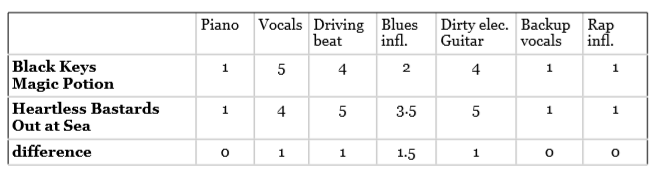 Piano Vocals Driving beat Blues infl. Dirty elec. Guitar Backup vocals Rap infl.
Black Keys Magic Potion 1 5 4 2 4 1 1
Heartless Bastards Out at Sea 1 4 5 3.5 5 1 1
difference 0 1 1 1.5 1 0 0